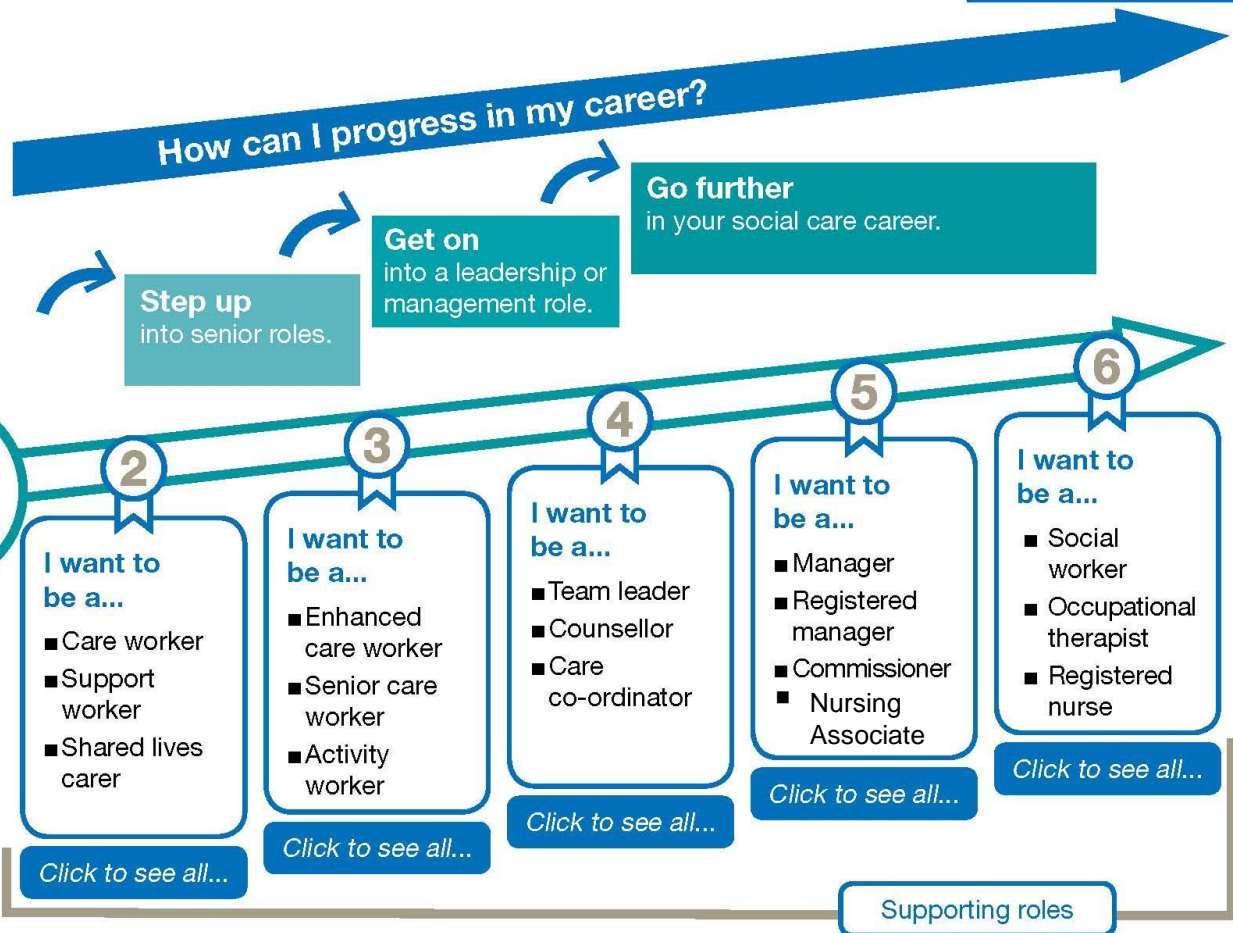 How can I progress in my career?
Step up
into senior roles.
Get on
into a leadership or
management role.
Go further
in your social care career.
2
I want to
be a...
■ Care worker
■ Support
worker
■ Shared lives
carer
Click to see all...
3
I want to
be a...
■ Enhanced
care worker
■ Senior care
worker
■ Activity
worker
Click to see all...
4
I want to
be a...
■ Team leader
■ Counsellor
■ Care
co-ordinator
Click to see all...
5
I want to
be a...
■ Manager
■ Registered
manager
■ Commissioner
■ Nursing
Associate
Click to see all...
6
I want to
be a...
■ Social
worker
■ Occupational
therapist
■ Registered
nurse
Click to see all...
Supporting roles